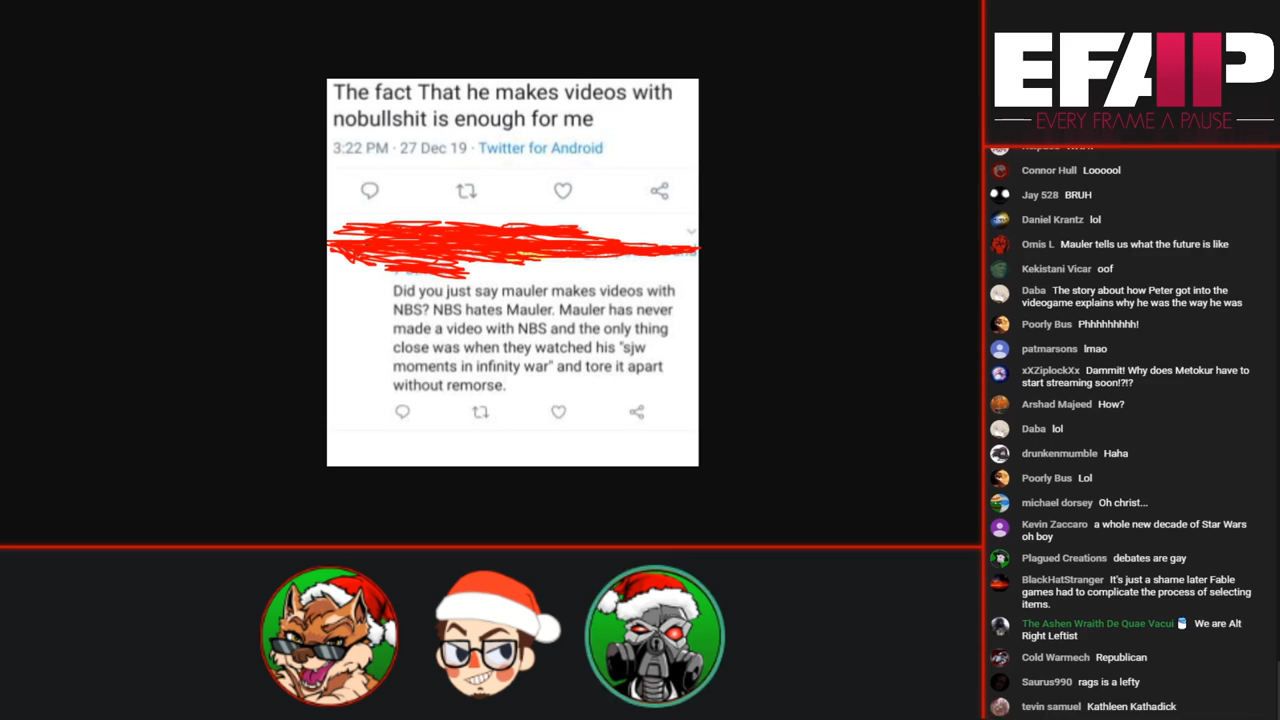 The fact That he makes videos with
nobullshit is enough for me
3:22 PM · 27 Dec 19 · Twitter for Android
Did you just say mauler makes videos with
NBS? NBS hates Mauler. Mauler has never
made a video with NBS and the only thing
close was when they watched his "sjw
moments in infinity war" and tore it apart
without remorse.
EFAP
EVERY FRAME A PAUSE
Connor Hull Loooool
Jay 528 BRUH
Daniel Krantz lol
Omis L Mauler tells us what the future is like
Kekistani Vicar oof
Daba The story about how Peter got into the
videogame explains why he was the way he was
Poorly Bus Phhhhhhhhh!
patmarsons lmao
xXZiplockXx Dammit! Why does Metokur have to
start streaming soon!?!?
Arshad Majeed How?
Daba lol
drunkenmumble Haha
Poorly Bus Lol
michael dorsey Oh christ...
Kevin Zaccaro a whole new decade of Star Wars
oh boy
Plagued Creations debates are gay
BlackHatStranger It's just a shame later Fable
games had to complicate the process of selecting
items.
The Ashen Wraith De Quae Vacui We are Alt
Right Leftist
Cold Warmech Republican
Saurus990 rags is a lefty
tevin samuel Kathleen Kathadick